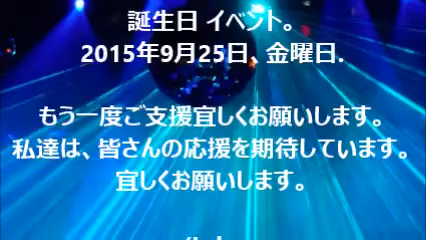 誕生日 イベント。
2015年9月25日、金曜日.
もう一度ご支援宜しくお願いします。
私達は、皆さんの応援を期待しています。
宜しくお願いします。